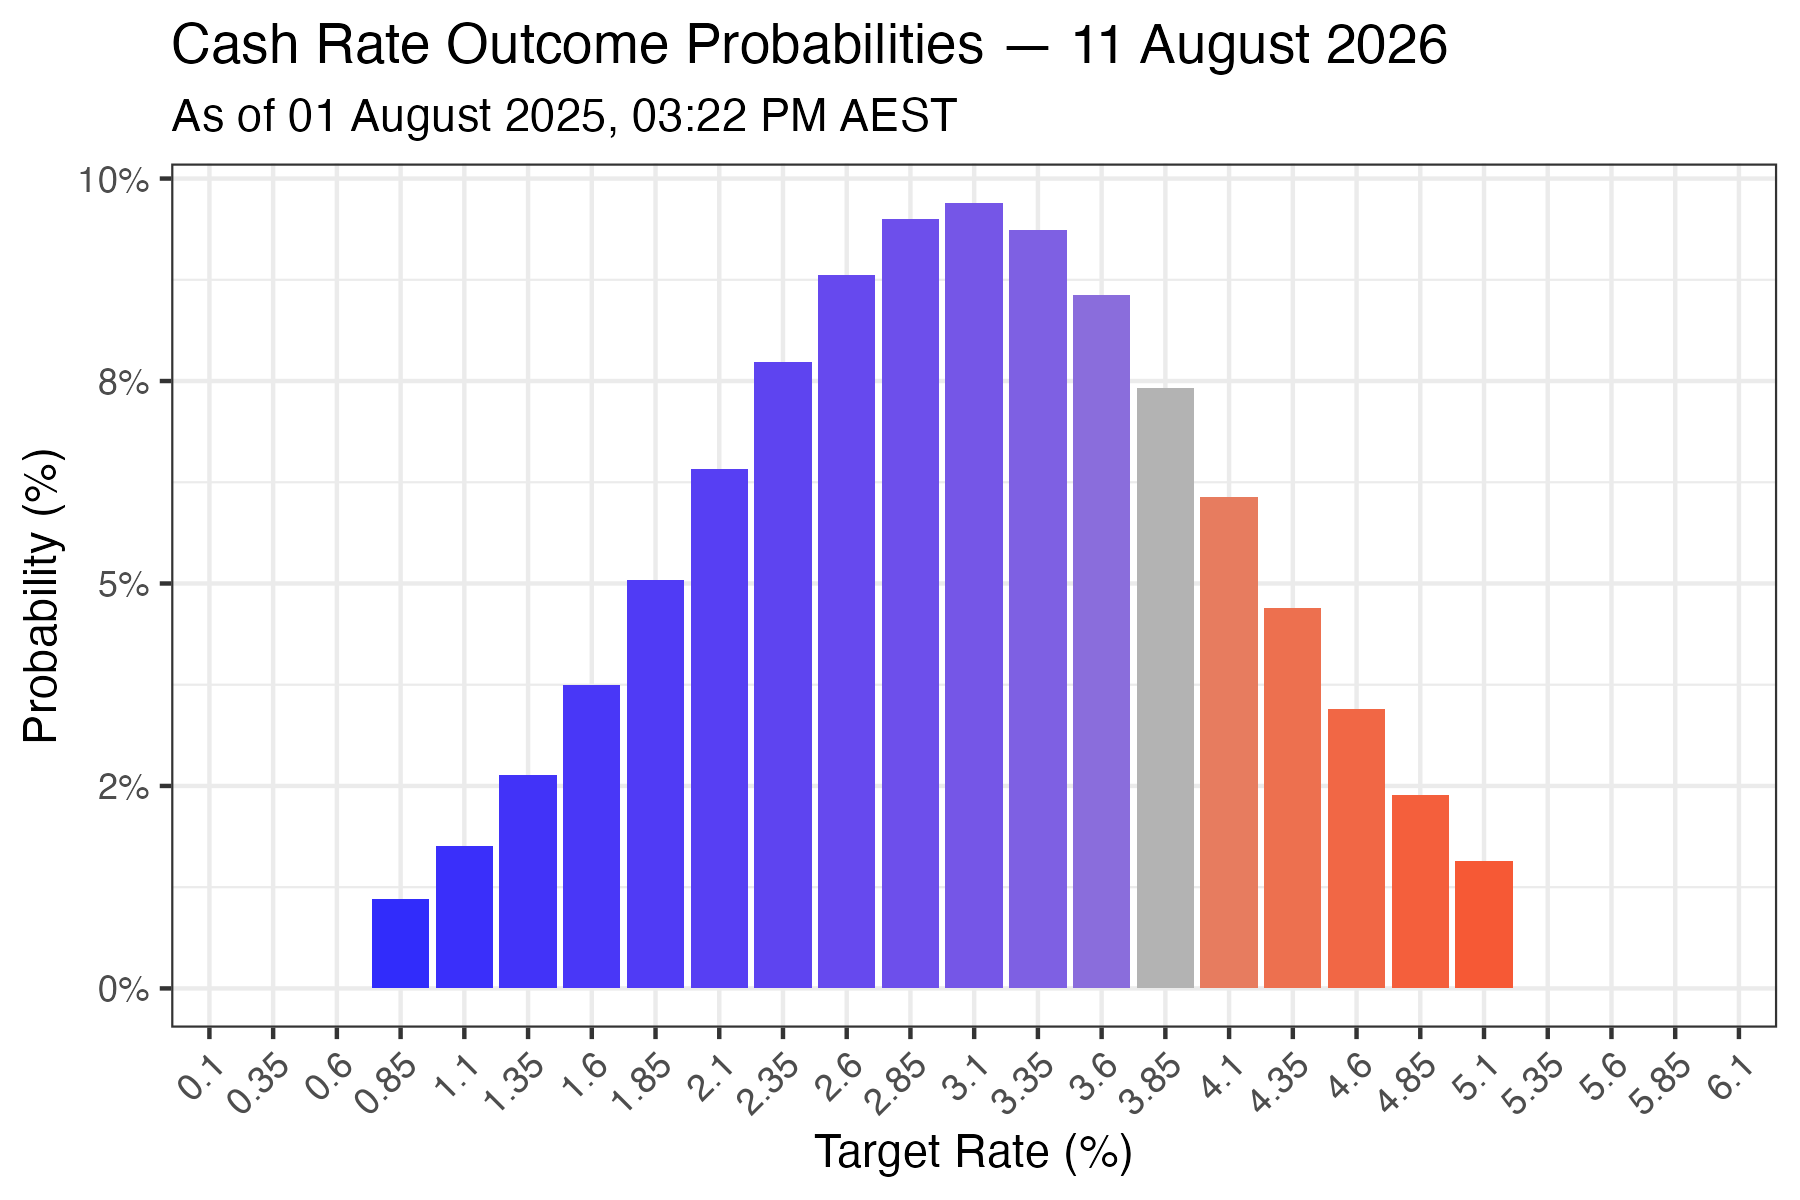 Cash Rate Outcome Probabilities — 11 August 2026
As of 01 August 2025, 03:22 PM AEST
Probability (%)
10%
8%
5%
2%
0%
0.1 0.35 0.6 0.85 1.1 1.35 1.6 1.85 2.1 2.35 2.6 2.85 3.1 3.35 3.6 3.85 4.1 4.35 4.6 4.85 5.1 5.35 5.6 5.85 6.1
Target Rate (%)